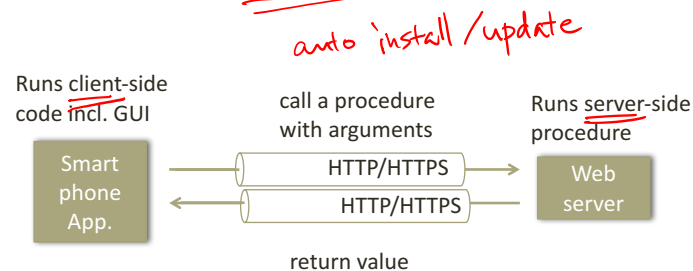 auto install/update
Runs client-side
code incl. GUI
call a procedure
with arguments
Runs server-side
procedure
Smart
phone
App.
HTTP/HTTPS
HTTP/HTTPS
Web
server
return value